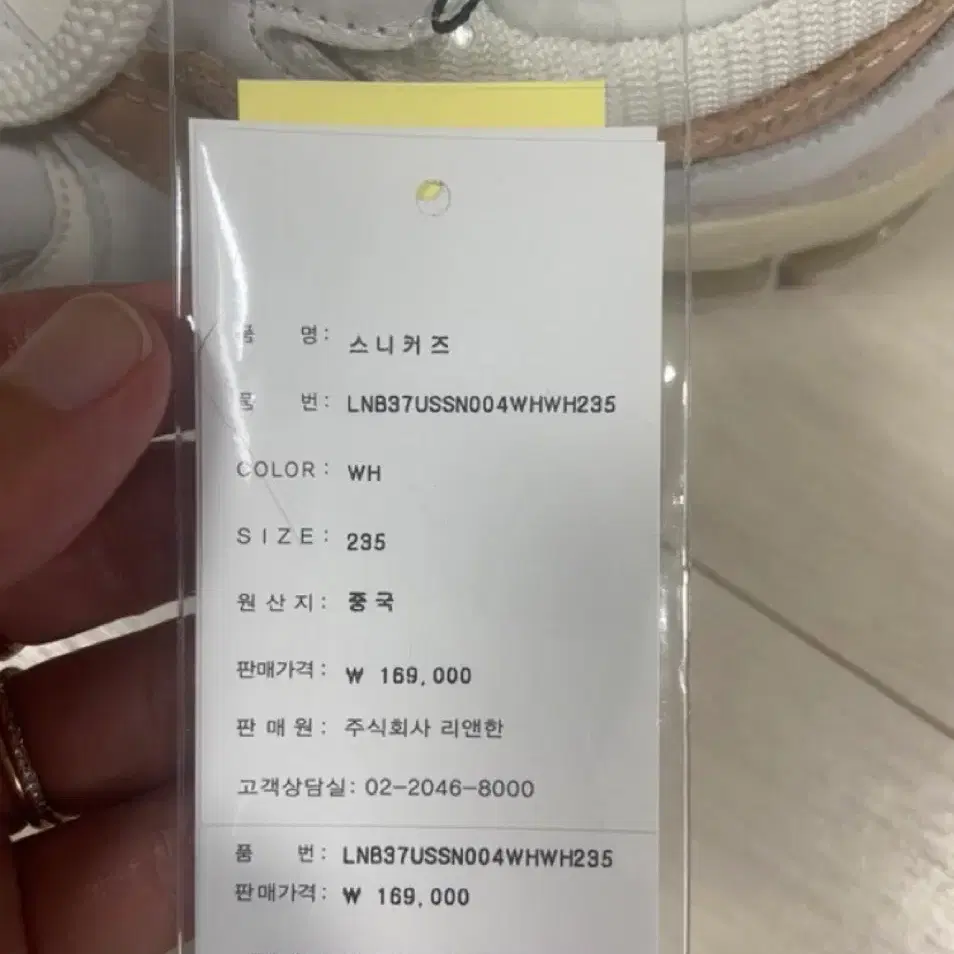 품 명: 스니커즈
품 번: LNB37USSN004WHWH235
COLOR: WH
SIZE: 235
원산지: 중국
판매가격: ₩ 169,000
판매원: 주식회사 리앤한
고객상담실: 02-2046-8000
품 번: LNB37USSN004WHWH235
판매가격: ₩ 169,000